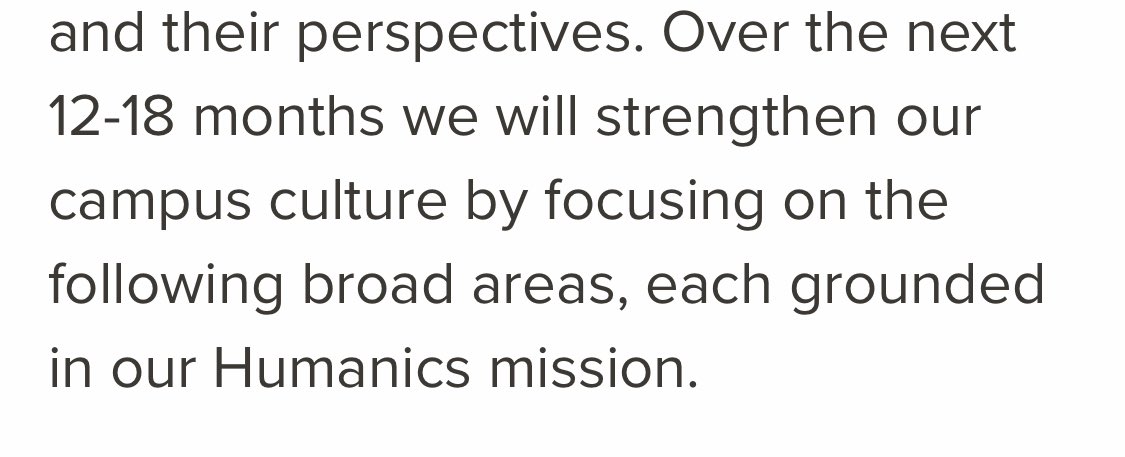 and their perspectives. Over the next
12-18 months we will strengthen our
campus culture by focusing on the
following broad areas, each grounded
in our Humanics mission.